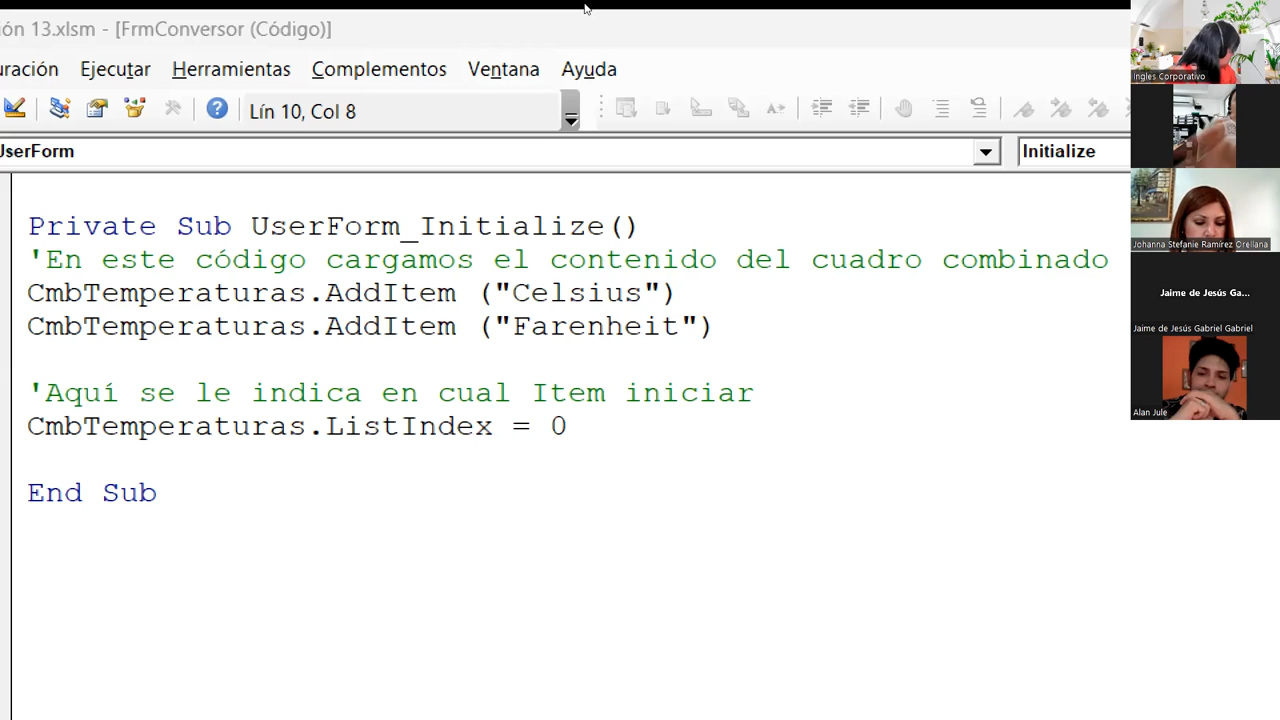 ión 13.xlsm - [FrmConversor (Código)]
uración Ejecutar Herramientas Complementos Ventana Ayuda
Lín 10, Col 8
UserForm
Initialize
Private Sub UserForm_Initialize()
'En este código cargamos el contenido del cuadro combinado
CmbTemperaturas.AddItem ("Celsius")
CmbTemperaturas.AddItem ("Farenheit")
'Aquí se le indica en cual Item iniciar
CmbTemperaturas.ListIndex = 0
End Sub
Ingles Corporativo
Johanna Stefanie Ramírez Orellana
Jaime de Jesús Ga...
Jaime de Jesús Gabriel Gabriel
Alan Jule